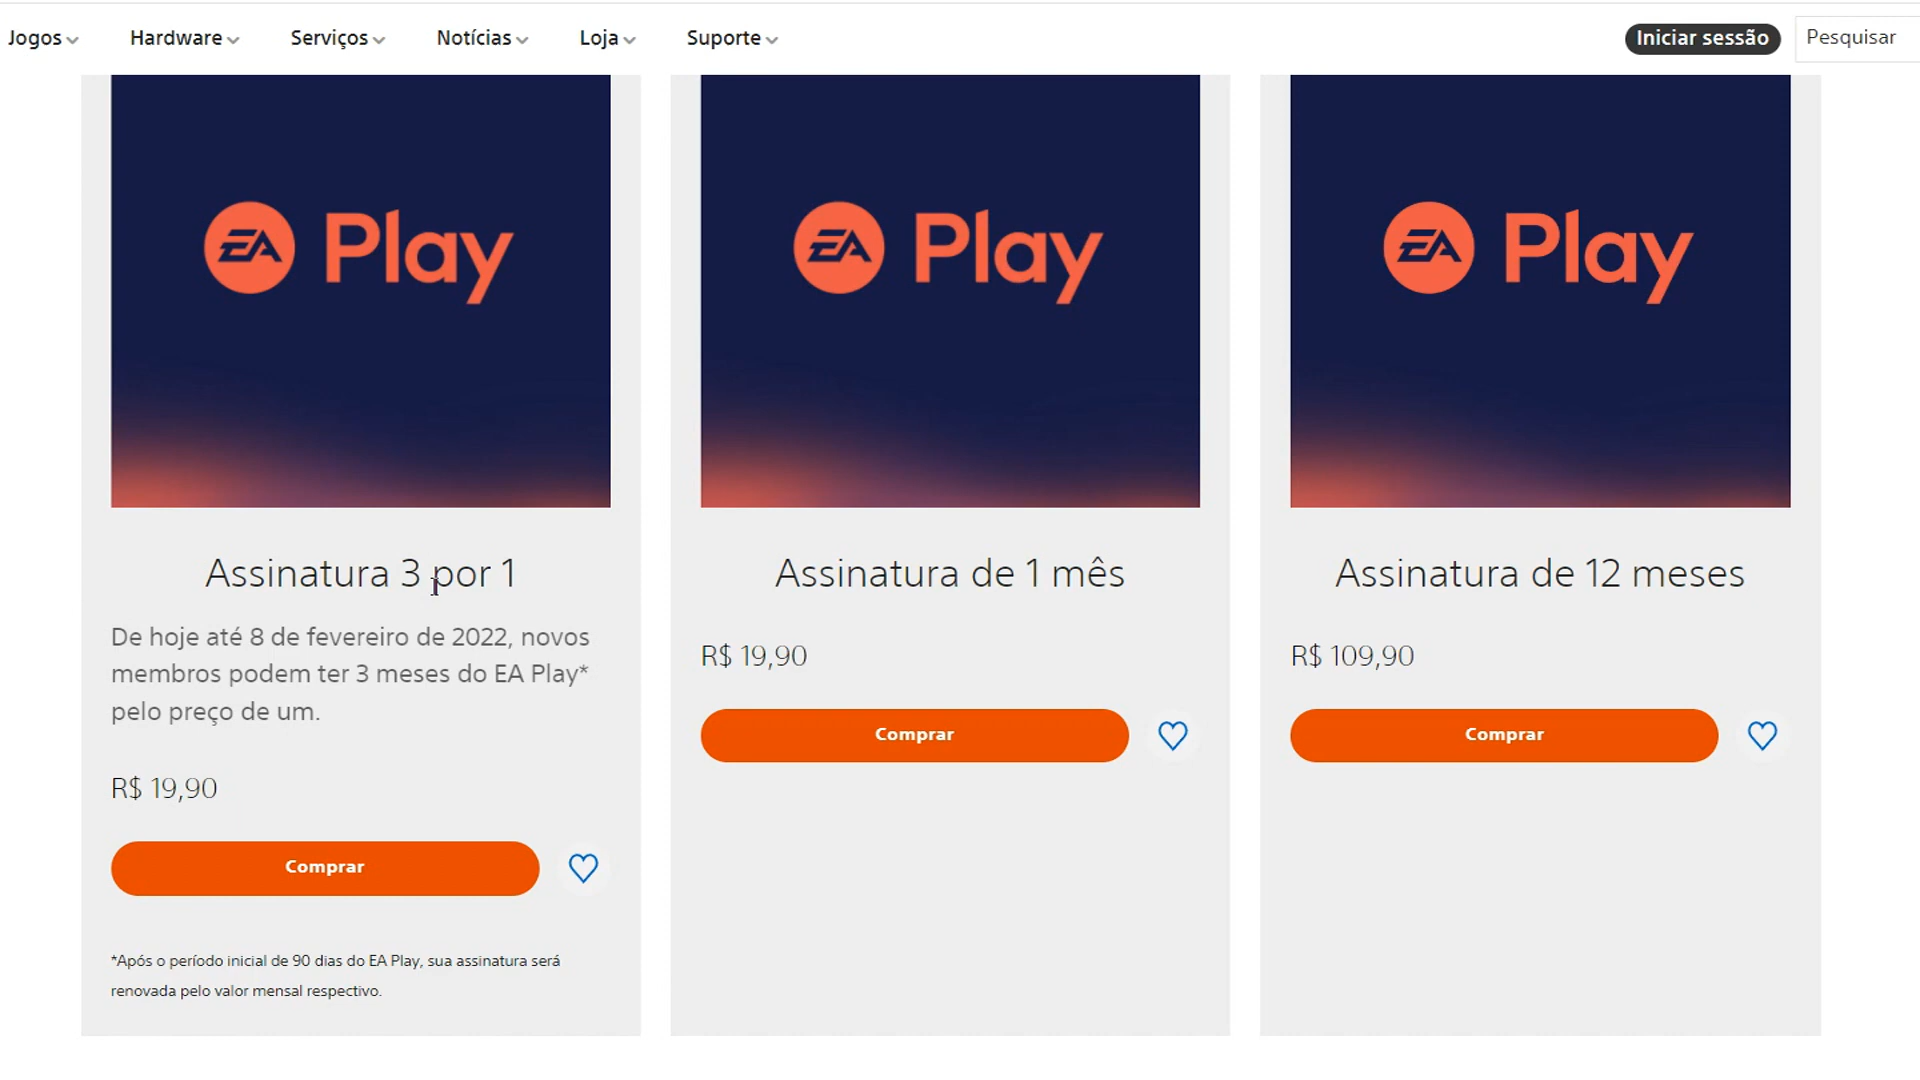 Jogos
Hardware
Serviços
Notícias
Loja
Suporte
Iniciar sessão
Pesquisar
EA Play
EA Play
EA Play
Assinatura 3 por 1
De hoje até 8 de fevereiro de 2022, novos
membros podem ter 3 meses do EA Play*
pelo preço de um.
R$ 19,90
Comprar
*Após o período inicial de 90 dias do EA Play, sua assinatura será
renovada pelo valor mensal respectivo.
Assinatura de 1 mês
R$ 19,90
Comprar
Assinatura de 12 meses
R$ 109,90
Comprar